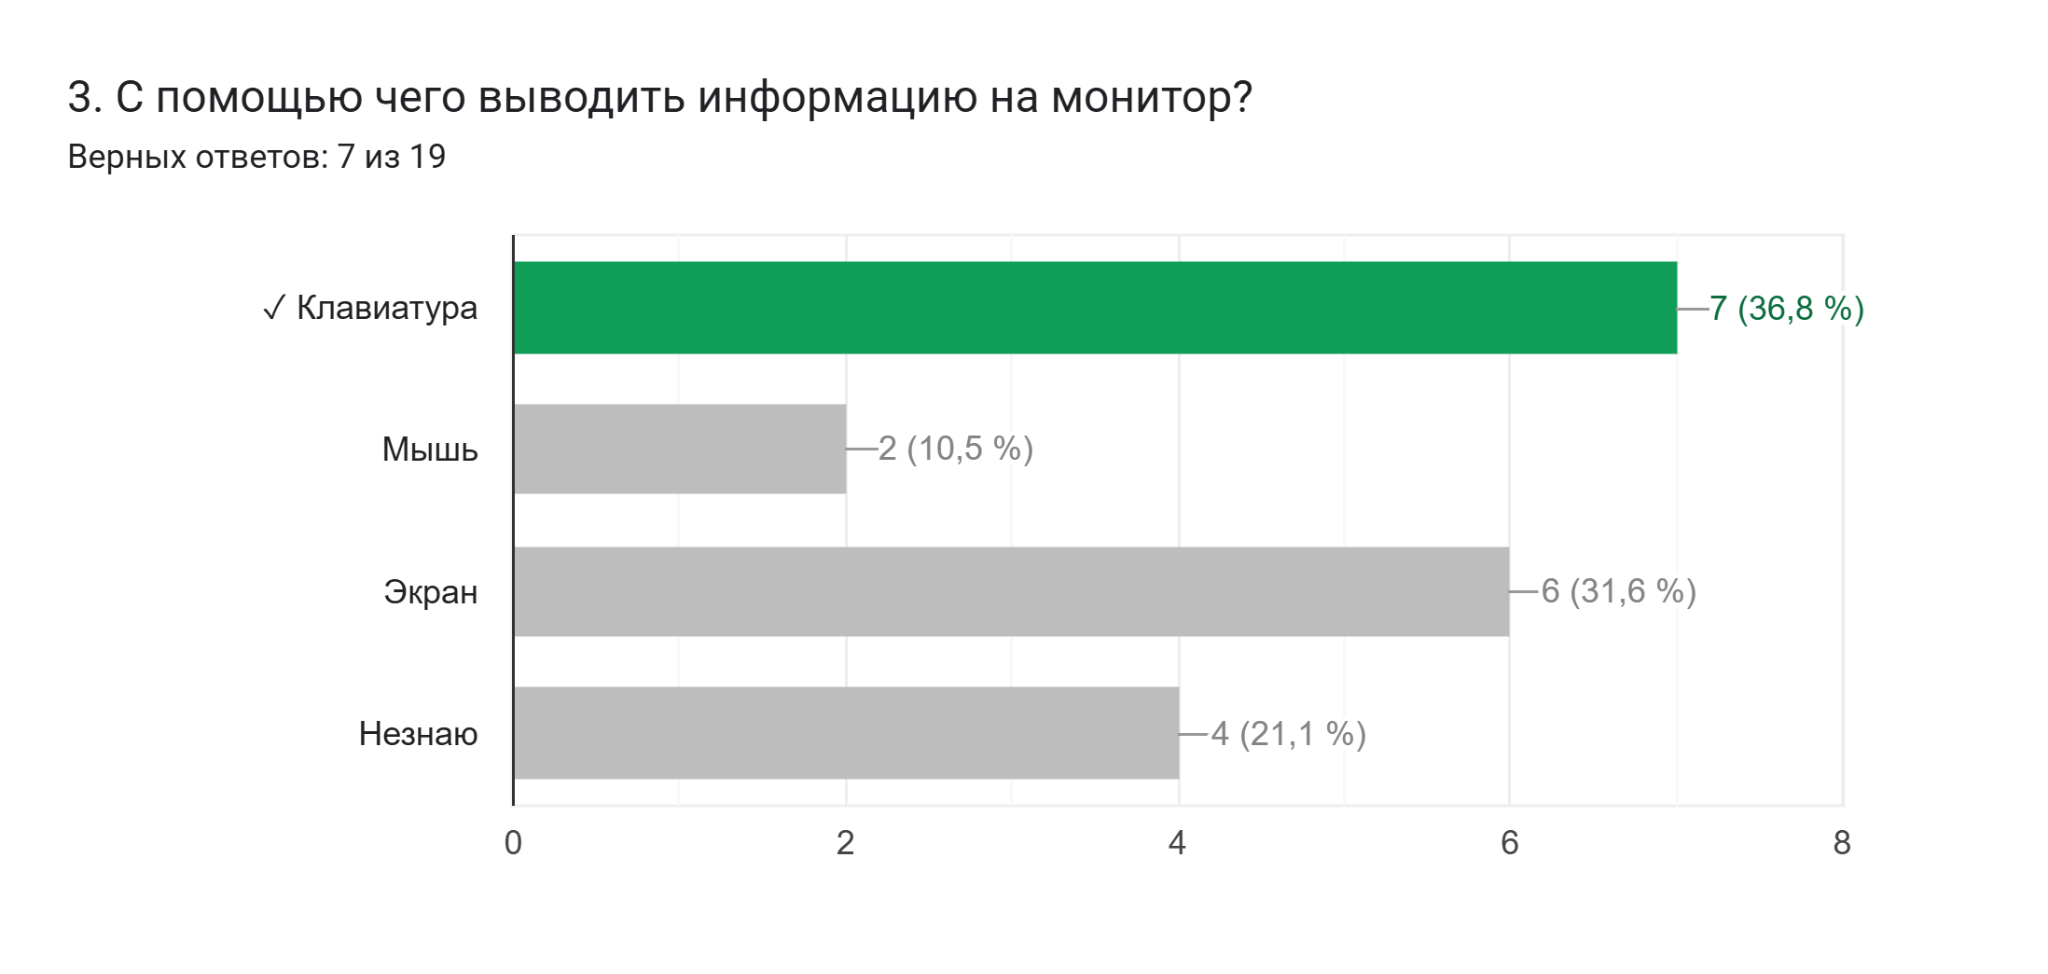 3. С помощью чего выводить информацию на монитор?
Верных ответов: 7 из 19
✓ Клавиатура
7 (36,8 %)
Мышь
2 (10,5 %)
Экран
6 (31,6 %)
Незнаю
4 (21,1 %)
0 2 4 6 8